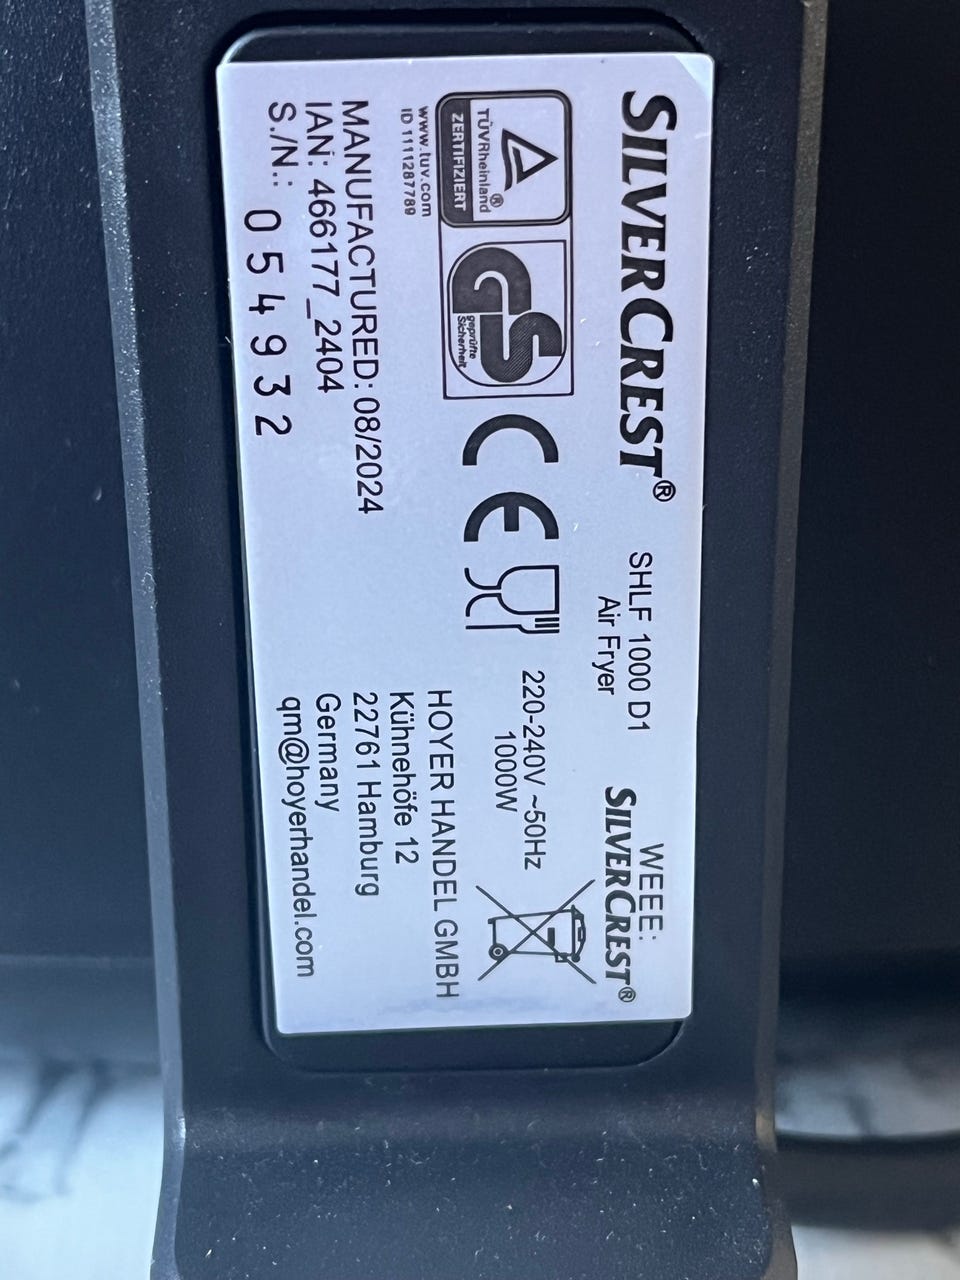 SILVERCREST®
SHLF 1000 D1
Air Fryer
WEEE:
SILVERCREST®
TÜVRheinland®
ZERTIFIZIERT
www.tuv.com
ID 1111287789
GS
geprüfte
Sicherheit
CE
220-240V ~50Hz
1000W
MANUFACTURED: 08/2024
IAN: 466177_2404
S./N.: 054932
HOYER HANDEL GMBH
Kühnehöfe 12
22761 Hamburg
Germany
qm@hoyerhandel.com